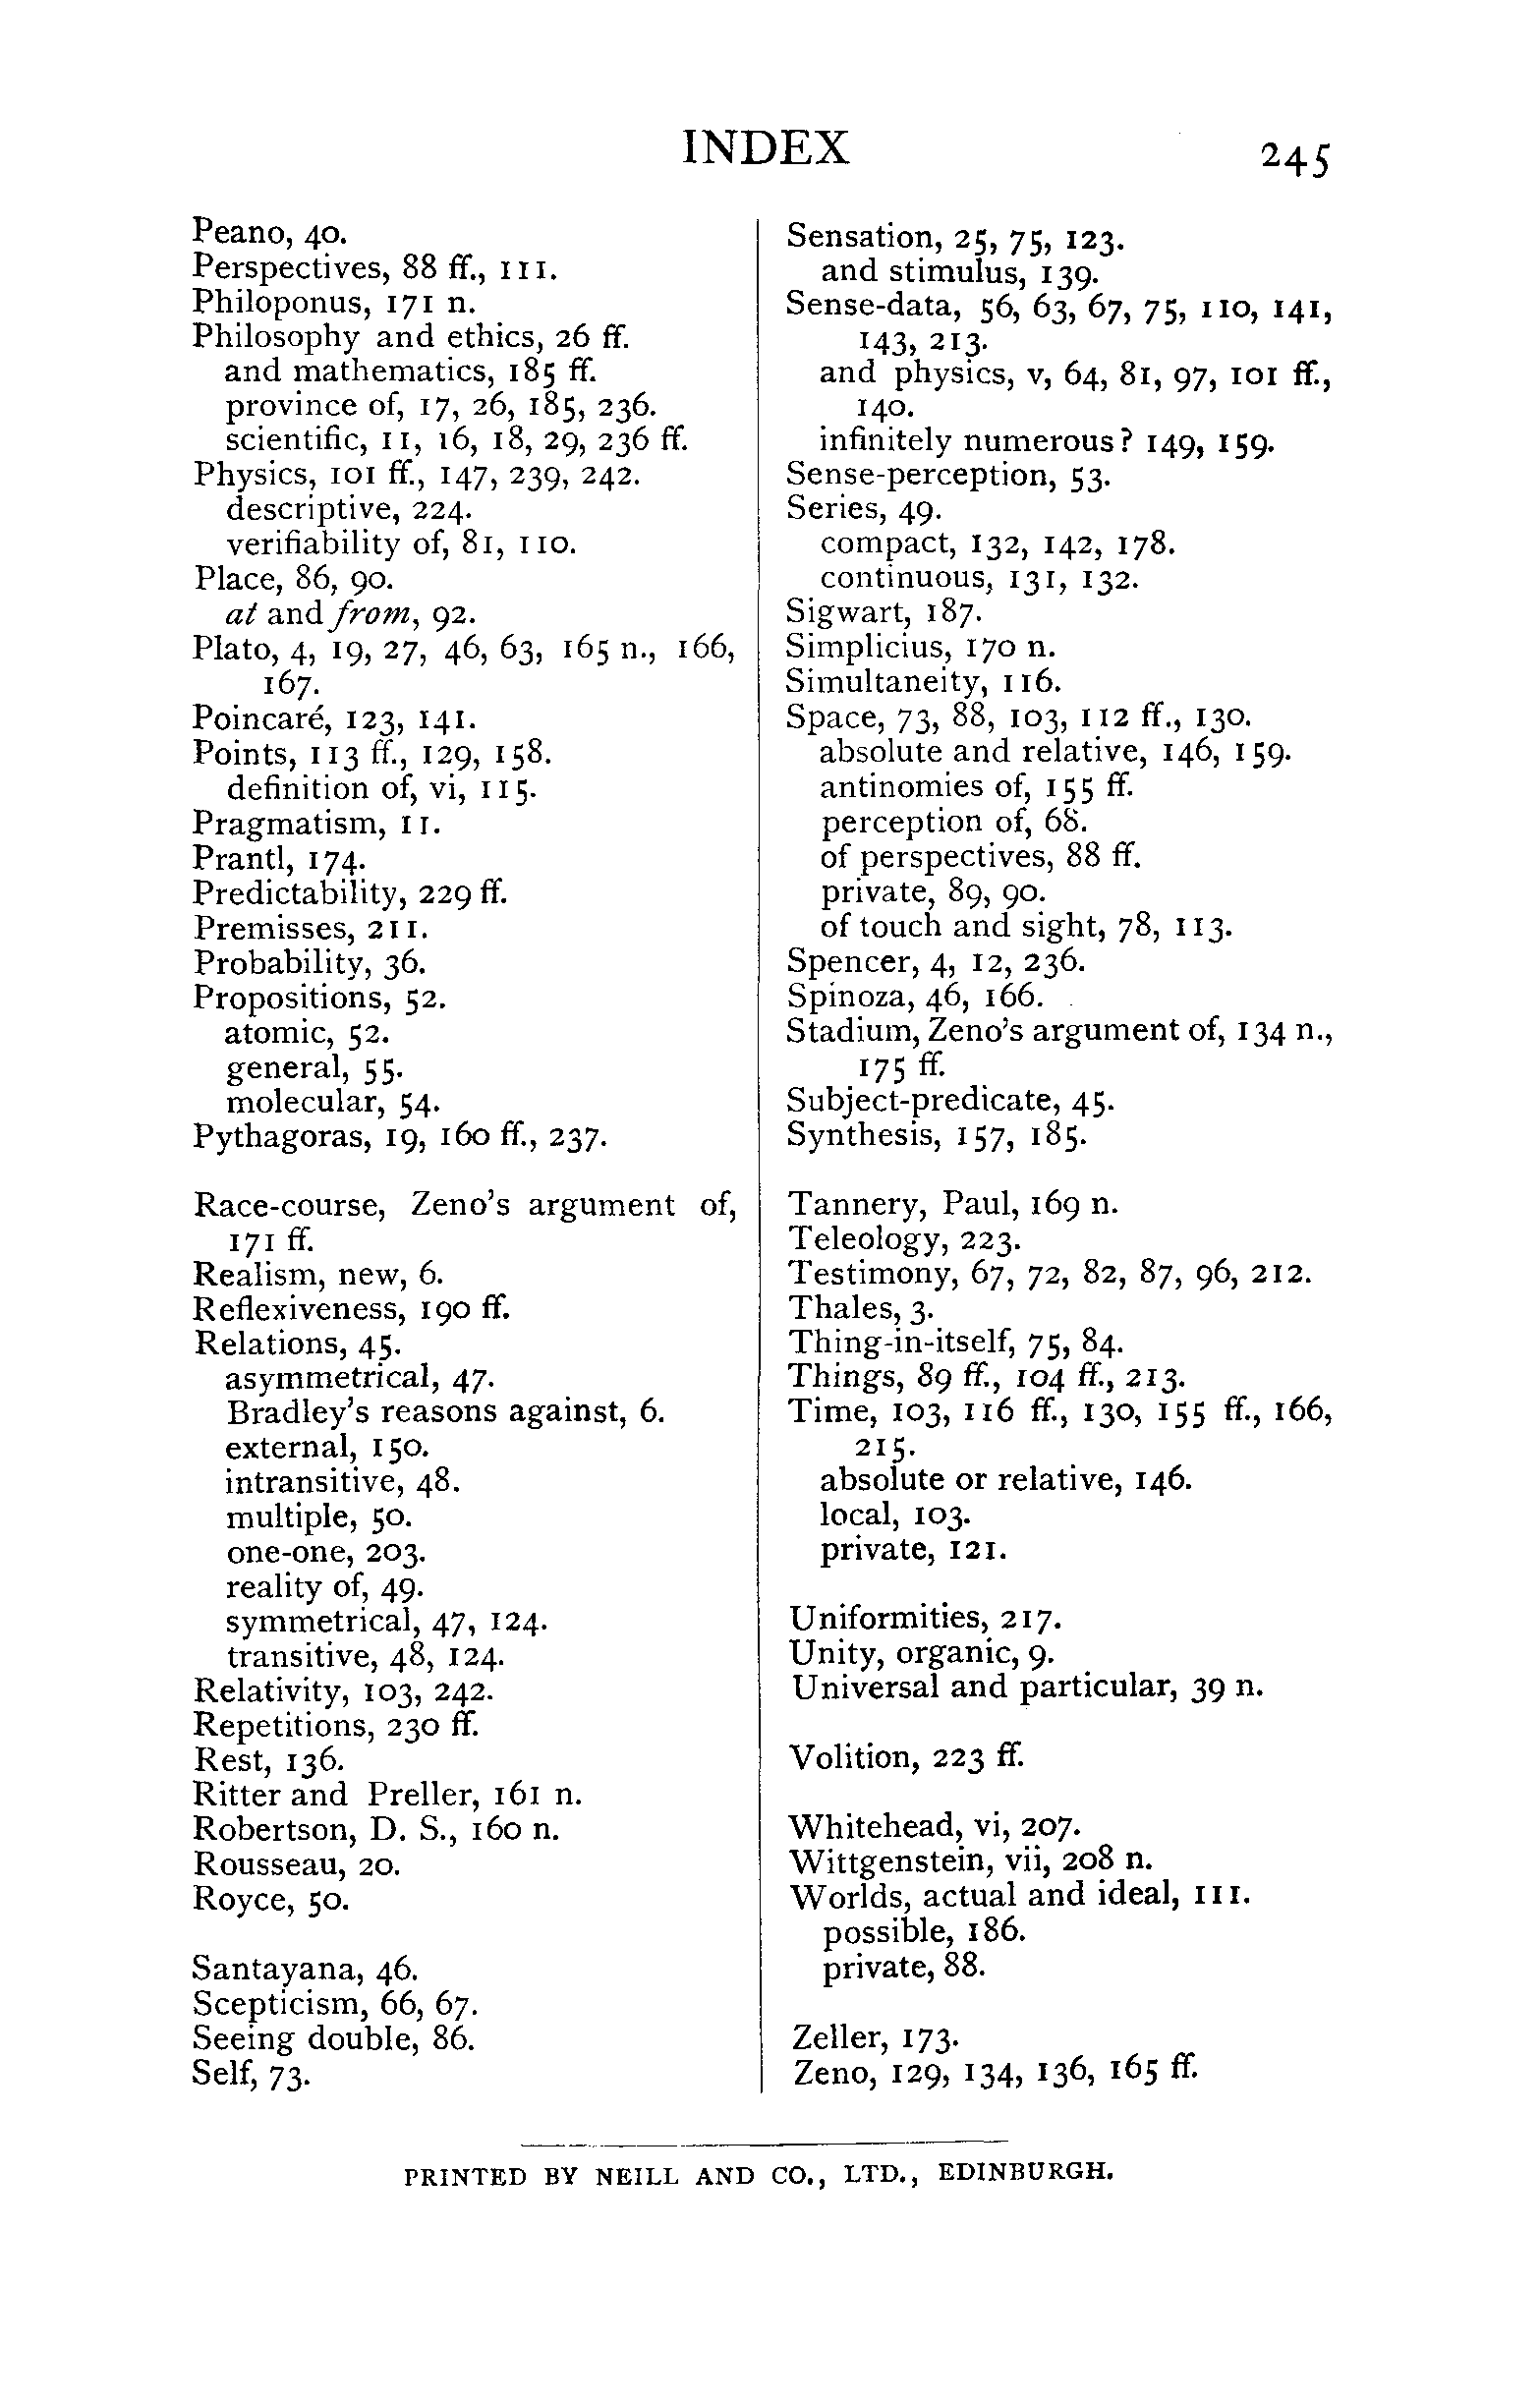 INDEX
245
Peano, 40.
Perspectives, 88 ff., 111.
Philoponus, 171 n.
Philosophy and ethics, 26 ff.
and mathematics, 185 ff.
province of, 17, 26, 185, 236.
scientific, 11, 16, 18, 29, 236 ff.
Physics, 101 ff., 147, 239, 242.
descriptive, 224.
verifiability of, 81, 110.
Place, 86, 90.
at and from, 92.
Plato, 4, 19, 27, 46, 63, 165 n., 166,
167.
Poincaré, 123, 141.
Points, 113 ff., 129, 158.
definition of, vi, 115.
Pragmatism, 11.
Prantl, 174.
Predictability, 229 ff.
Premisses, 211.
Probability, 36.
Propositions, 52.
atomic, 52.
general, 55.
molecular, 54.
Pythagoras, 19, 160 ff., 237.
Race-course, Zeno's argument of,
171 ff.
Realism, new, 6.
Reflexiveness, 190 ff.
Relations, 45.
asymmetrical, 47.
Bradley's reasons against, 6.
external, 150.
intransitive, 48.
multiple, 50.
one-one, 203.
reality of, 49.
symmetrical, 47, 124.
transitive, 48, 124.
Relativity, 103, 242.
Repetitions, 230 ff.
Rest, 136.
Ritter and Preller, 161 n.
Robertson, D. S., 160 n.
Rousseau, 20.
Royce, 50.
Santayana, 46.
Scepticism, 66, 67.
Seeing double, 86.
Self, 73.
Sensation, 25, 75, 123.
and stimulus, 139.
Sense-data, 56, 63, 67, 75, 110, 141,
143, 213.
and physics, v, 64, 81, 97, 101 ff.,
140.
infinitely numerous? 149, 159.
Sense-perception, 53.
Series, 49.
compact, 132, 142, 178.
continuous, 131, 132.
Sigwart, 187.
Simplicius, 170 n.
Simultaneity, 116.
Space, 73, 88, 103, 112 ff., 130.
absolute and relative, 146, 159.
antinomies of, 155 ff.
perception of, 68.
of perspectives, 88 ff.
private, 89, 90.
of touch and sight, 78, 113.
Spencer, 4, 12, 236.
Spinoza, 46, 166.
Stadium, Zeno's argument of, 134 n.,
175 ff.
Subject-predicate, 45.
Synthesis, 157, 185.
Tannery, Paul, 169 n.
Teleology, 223.
Testimony, 67, 72, 82, 87, 96, 212.
Thales, 3.
Thing-in-itself, 75, 84.
Things, 89 ff., 104 ff., 213.
Time, 103, 116 ff., 130, 155 ff., 166,
215.
absolute or relative, 146.
local, 103.
private, 121.
Uniformities, 217.
Unity, organic, 9.
Universal and particular, 39 n.
Volition, 223 ff.
Whitehead, vi, 207.
Wittgenstein, vii, 208 n.
Worlds, actual and ideal, 111.
possible, 186.
private, 88.
Zeller, 173.
Zeno, 129, 134, 136, 165 ff.
PRINTED BY NEILL AND CO., LTD., EDINBURGH.